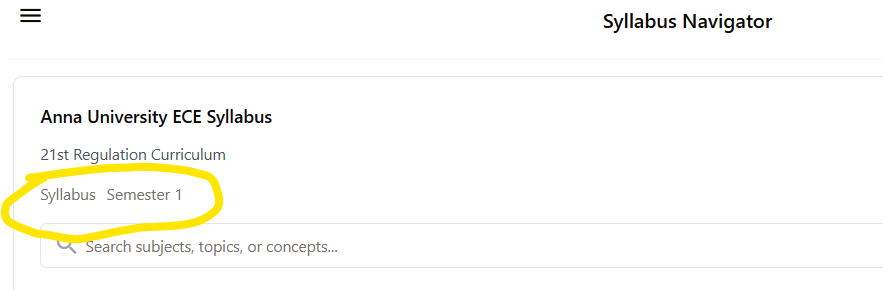 Syllabus Navigator
Anna University ECE Syllabus
21st Regulation Curriculum
Syllabus Semester 1
Search subjects, topics, or concepts...